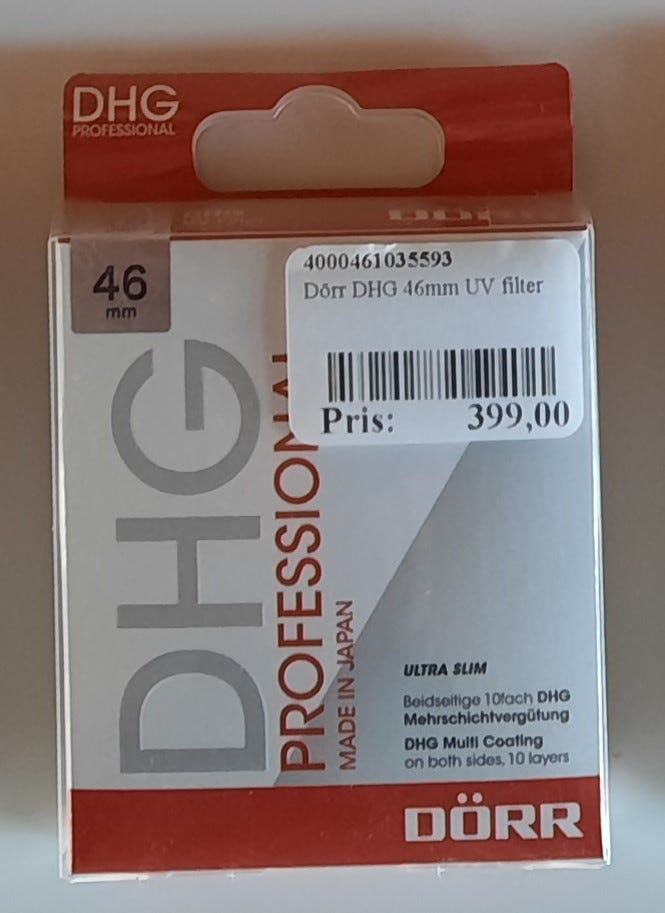 DHG
PROFESSIONAL
DÖRR
46
mm
4000461035593
Dörr DHG 46mm UV filter
Pris: 399,00
DHG
PROFESSIONAL
MADE IN JAPAN
ULTRA SLIM
Beidseitige 10fach DHG
Mehrschichtvergütung
DHG Multi Coating
on both sides, 10 layers
DÖRR